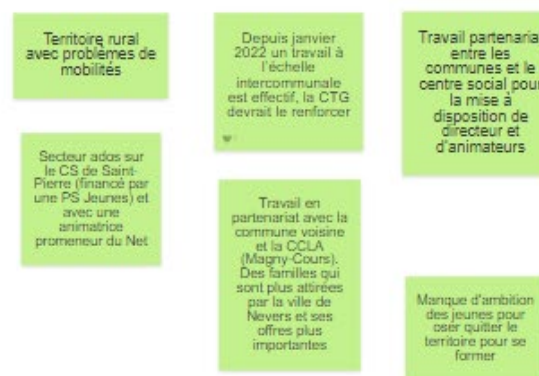 Territoire rural
avec problèmes de
mobilités
Depuis janvier
2022 un travail à
l'échelle
intercommunale
est effectif, la CTG
devrait le renforcer
Travail partenaria
entre les
communes et le
centre social pour
la mise à
disposition de
directeur et
d'animateurs
Secteur ados sur
le CS de Saint-
Pierre (financé par
une PS Jeunes) et
avec une
animatrice
promeneur du Net
Travail en
partenariat avec la
commune voisine
et la CCLA
(Magny-Cours).
Des familles qui
sont plus attirées
par la ville de
Nevers et ses
offres plus
importantes
Manque d'ambition
des jeunes pour
oser quitter le
territoire pour se
former